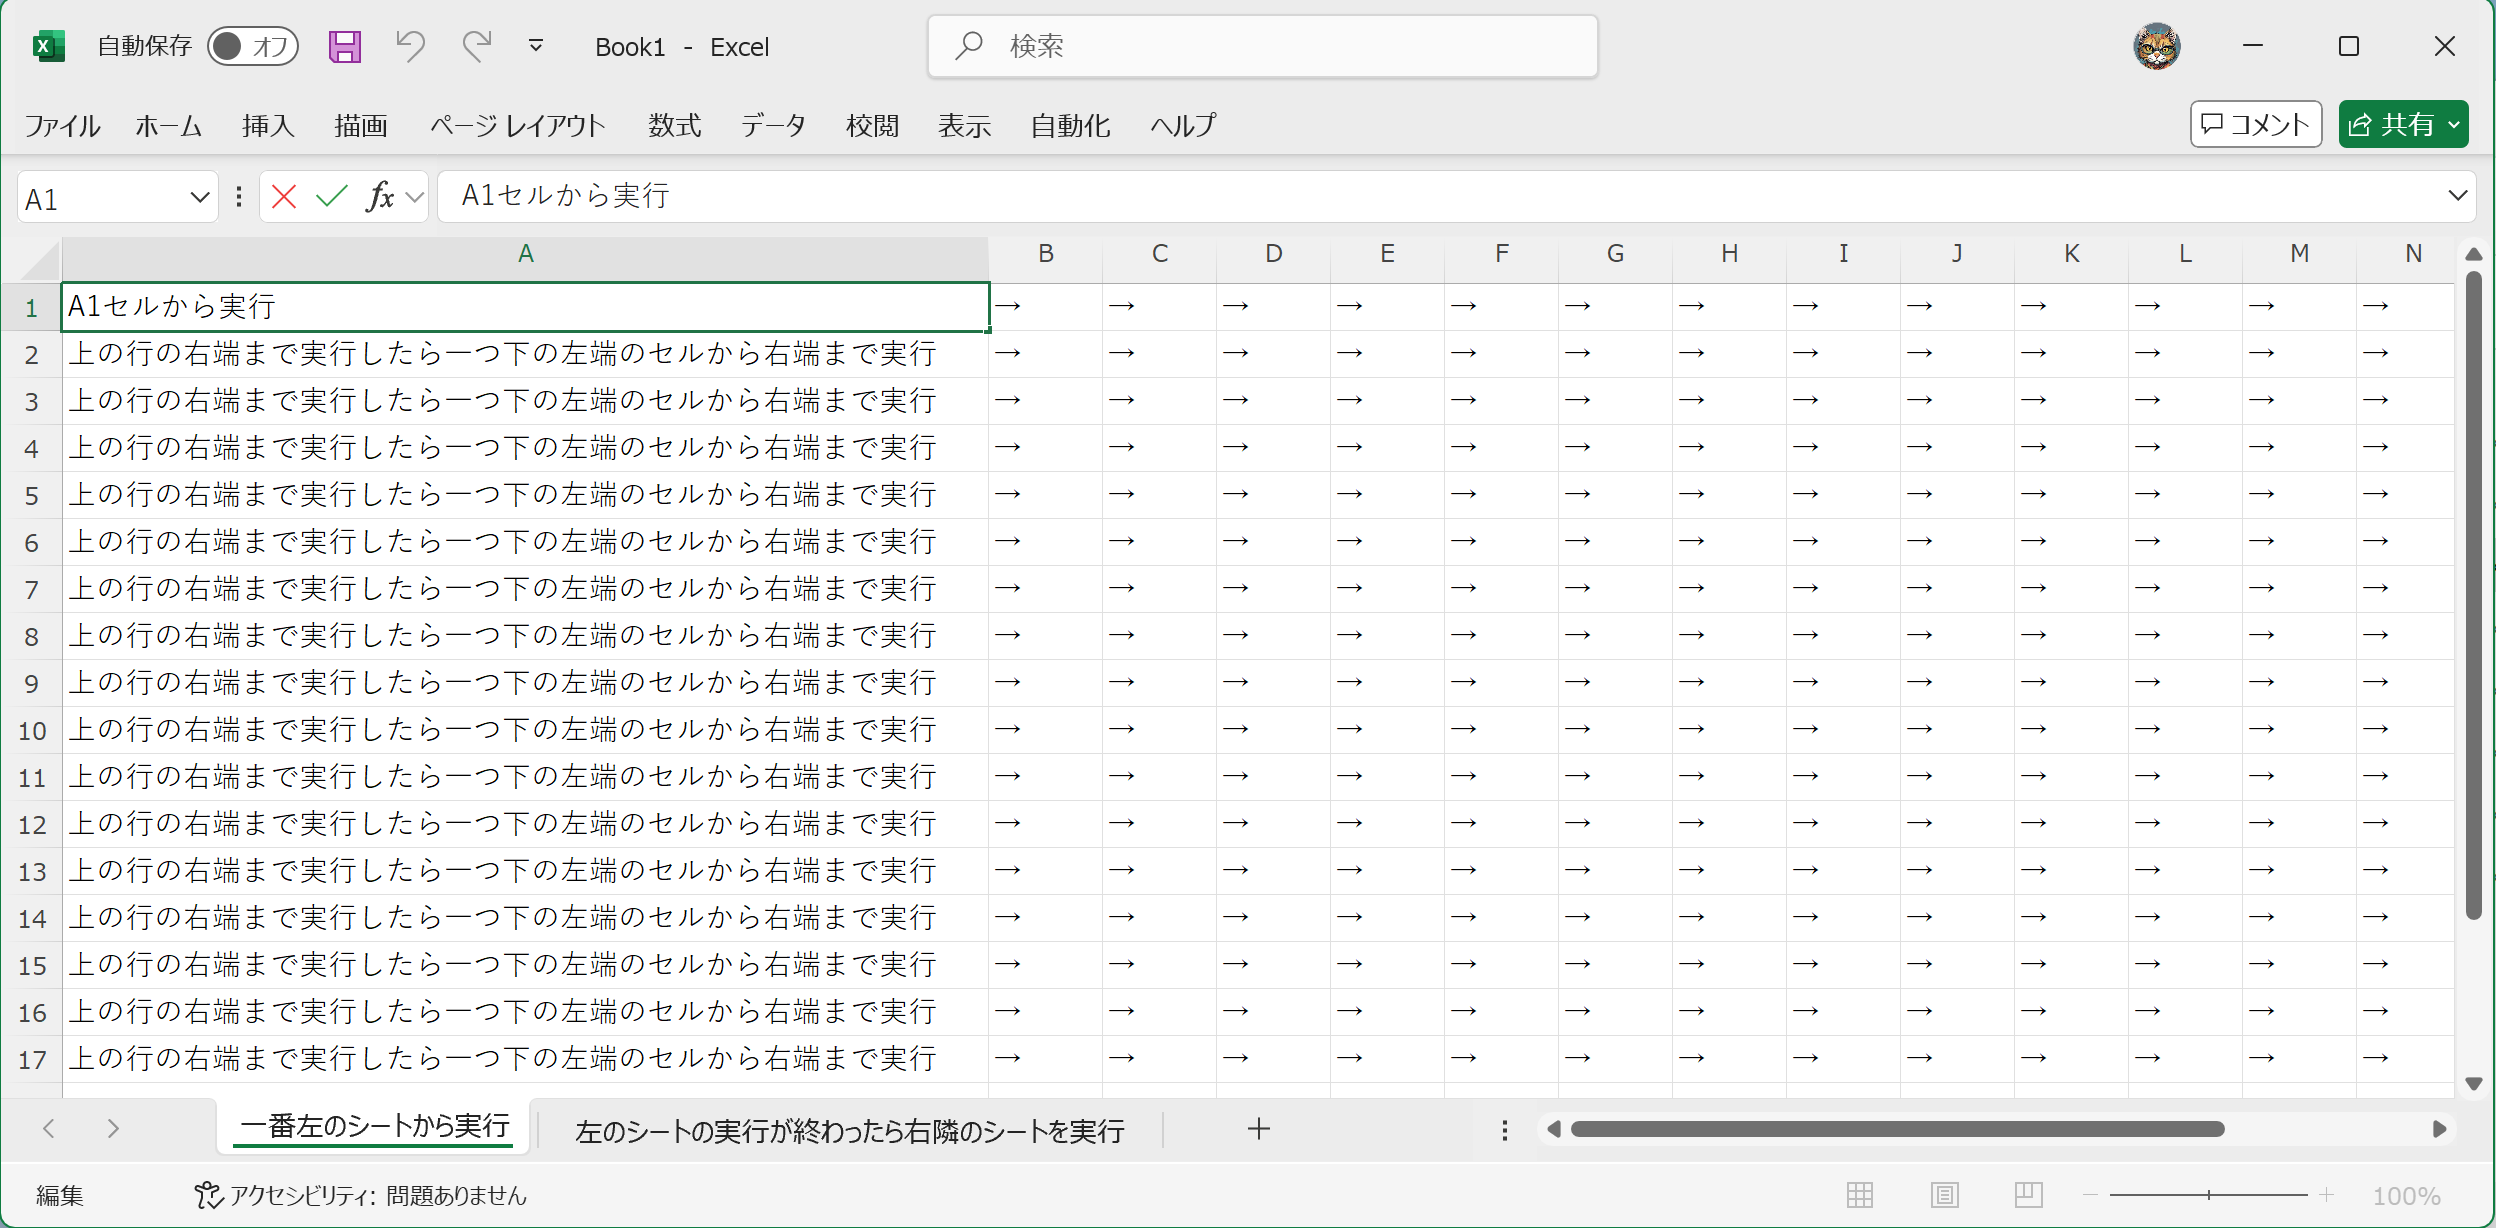 自動保存 オフ Book1 - Excel 検索
ファイル ホーム 挿入 描画 ページ レイアウト 数式 データ 校閲 表示 自動化 ヘルプ コメント 共有
A1 fx A1セルから実行
A B C D E F G H I J K L M N
1 A1セルから実行 → → → → → → → → → → → → →
2 上の行の右端まで実行したら一つ下の左端のセルから右端まで実行 → → → → → → → → → → → → →
3 上の行の右端まで実行したら一つ下の左端のセルから右端まで実行 → → → → → → → → → → → → →
4 上の行の右端まで実行したら一つ下の左端のセルから右端まで実行 → → → → → → → → → → → → →
5 上の行の右端まで実行したら一つ下の左端のセルから右端まで実行 → → → → → → → → → → → → →
6 上の行の右端まで実行したら一つ下の左端のセルから右端まで実行 → → → → → → → → → → → → →
7 上の行の右端まで実行したら一つ下の左端のセルから右端まで実行 → → → → → → → → → → → → →
8 上の行の右端まで実行したら一つ下の左端のセルから右端まで実行 → → → → → → → → → → → → →
9 上の行の右端まで実行したら一つ下の左端のセルから右端まで実行 → → → → → → → → → → → → →
10 上の行の右端まで実行したら一つ下の左端のセルから右端まで実行 → → → → → → → → → → → → →
11 上の行の右端まで実行したら一つ下の左端のセルから右端まで実行 → → → → → → → → → → → → →
12 上の行の右端まで実行したら一つ下の左端のセルから右端まで実行 → → → → → → → → → → → → →
13 上の行の右端まで実行したら一つ下の左端のセルから右端まで実行 → → → → → → → → → → → → →
14 上の行の右端まで実行したら一つ下の左端のセルから右端まで実行 → → → → → → → → → → → → →
15 上の行の右端まで実行したら一つ下の左端のセルから右端まで実行 → → → → → → → → → → → → →
16 上の行の右端まで実行したら一つ下の左端のセルから右端まで実行 → → → → → → → → → → → → →
17 上の行の右端まで実行したら一つ下の左端のセルから右端まで実行 → → → → → → → → → → → → →
一番左のシートから実行 左のシートの実行が終わったら右隣のシートを実行
編集 アクセシビリティ: 問題ありません 100%